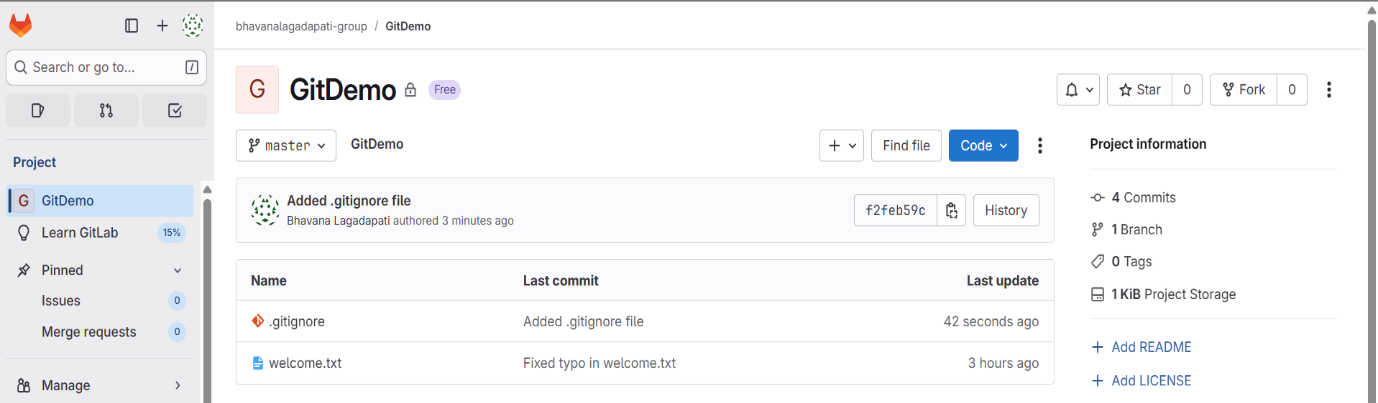 bhavanalagadapati-group / GitDemo
Search or go to... /
Project
G GitDemo
Learn GitLab 15%
Pinned
Issues 0
Merge requests 0
Manage
G GitDemo Free
Star 0 Fork 0
master GitDemo Find file Code
Added .gitignore file
Bhavana Lagadapati authored 3 minutes ago
f2feb59c History
Name Last commit Last update
.gitignore Added .gitignore file 42 seconds ago
welcome.txt Fixed typo in welcome.txt 3 hours ago
Project information
4 Commits
1 Branch
0 Tags
1 KiB Project Storage
+ Add README
+ Add LICENSE